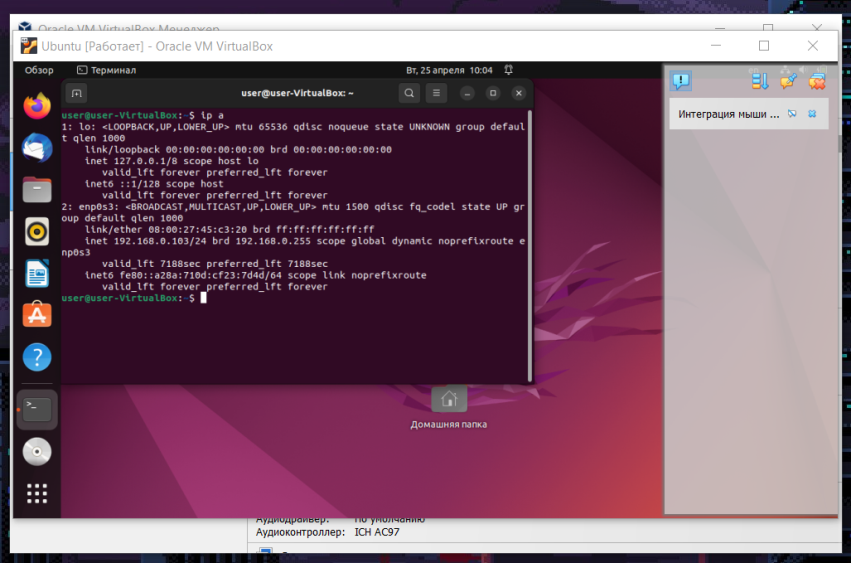 Oracle VM VirtualBox Менеджер
Ubuntu [Работает] - Oracle VM VirtualBox
Обзор
Терминал
Вт, 25 апреля 10:04
user@user-VirtualBox: ~
user@user-VirtualBox:~$ ip a
1: lo: <LOOPBACK,UP,LOWER_UP> mtu 65536 qdisc noqueue state UNKNOWN group defaul
t qlen 1000
link/loopback 00:00:00:00:00:00 brd 00:00:00:00:00:00
inet 127.0.0.1/8 scope host lo
valid_lft forever preferred_lft forever
inet6 ::1/128 scope host
valid_lft forever preferred_lft forever
2: enp0s3: <BROADCAST,MULTICAST,UP,LOWER_UP> mtu 1500 qdisc fq_codel state UP gr
oup default qlen 1000
link/ether 08:00:27:45:c3:20 brd ff:ff:ff:ff:ff:ff
inet 192.168.0.103/24 brd 192.168.0.255 scope global dynamic noprefixroute e
np0s3
valid_lft 7188sec preferred_lft 7188sec
inet6 fe80::a28a:710d:cf23:7d4d/64 scope link noprefixroute
valid_lft forever preferred_lft forever
user@user-VirtualBox:~$
Интеграция мыши ...
Домашняя папка
Аудиодрайвер: По умолчанию
Аудиоконтроллер: ICH AC97